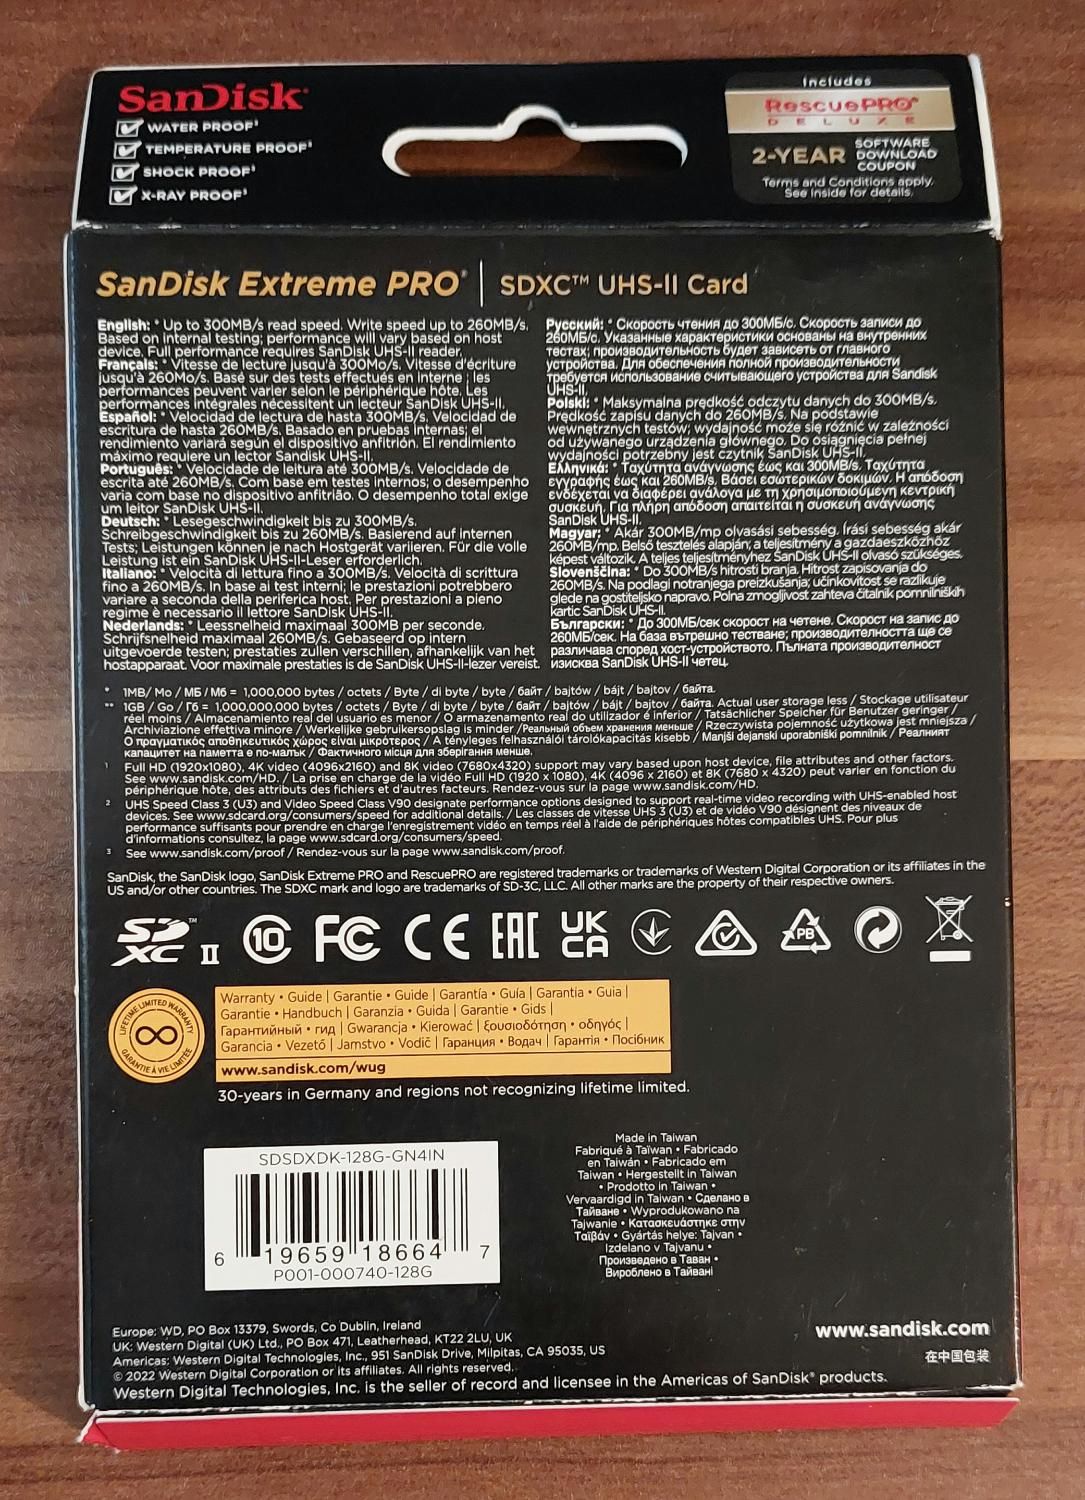 SanDisk®
WATER PROOF³
TEMPERATURE PROOF³
SHOCK PROOF³
X-RAY PROOF³
Includes
RescuePRO®
DELUXE
2-YEAR SOFTWARE
DOWNLOAD
COUPON
Terms and Conditions apply.
See inside for details.
SanDisk Extreme PRO® | SDXC™ UHS-II Card
English: * Up to 300MB/s read speed. Write speed up to 260MB/s.
Based on internal testing; performance will vary based on host
device. Full performance requires SanDisk UHS-II reader.
Français: * Vitesse de lecture jusqu'à 300Mo/s. Vitesse d'écriture
jusqu'à 260Mo/s. Basé sur des tests effectués en interne ; les
performances peuvent varier selon le périphérique hôte. Les
performances intégrales nécessitent un lecteur SanDisk UHS-II.
Español: * Velocidad de lectura de hasta 300MB/s. Velocidad de
escritura de hasta 260MB/s. Basado en pruebas internas; el
rendimiento variará según el dispositivo anfitrión. El rendimiento
máximo requiere un lector SanDisk UHS-II.
Português: * Velocidade de leitura até 300MB/s. Velocidade de
escrita até 260MB/s. Com base em testes internos; o desempenho
varia com base no dispositivo anfitrião. O desempenho total exige
um leitor SanDisk UHS-II.
Deutsch: * Lesegeschwindigkeit bis zu 300MB/s.
Schreibgeschwindigkeit bis zu 260MB/s. Basierend auf internen
Tests; Leistungen können je nach Hostgerät variieren. Für die volle
Leistung ist ein SanDisk UHS-II-Leser erforderlich.
Italiano: * Velocità di lettura fino a 300MB/s. Velocità di scrittura
fino a 260MB/s. In base ai test interni; le prestazioni potrebbero
variare a seconda della periferica host. Per prestazioni a pieno
regime è necessario il lettore SanDisk UHS-II.
Nederlands: * Leessnelheid maximaal 300MB per seconde.
Schrijfsnelheid maximaal 260MB/s. Gebaseerd op intern
uitgevoerde testen; prestaties zullen verschillen, afhankelijk van het
hostapparaat. Voor maximale prestaties is de SanDisk UHS-II-lezer vereist.
Русский: * Скорость чтения до 300МБ/с. Скорость записи до
260МБ/с. Указанные характеристики основаны на внутренних
тестах; производительность будет зависеть от главного
устройства. Для обеспечения полной производительности
требуется использование считывающего устройства для Sandisk
UHS-II.
Polski: * Maksymalna prędkość odczytu danych do 300MB/s.
Prędkość zapisu danych do 260MB/s. Na podstawie
wewnętrznych testów; wydajność może się różnić w zależności
od używanego urządzenia głównego. Do osiągnięcia pełnej
wydajności potrzebny jest czytnik SanDisk UHS-II.
Ελληνικά: * Ταχύτητα ανάγνωσης έως και 300MB/s. Ταχύτητα
εγγραφής έως και 260MB/s. Βάσει εσωτερικών δοκιμών. Η απόδοση
ενδέχεται να διαφέρει ανάλογα με τη χρησιμοποιούμενη κεντρική
συσκευή. Για πλήρη απόδοση απαιτείται η συσκευή ανάγνωσης
SanDisk UHS-II.
Magyar: * Akár 300MB/mp olvasási sebesség. Írási sebesség akár
260MB/mp. Belső tesztelés alapján; a teljesítmény a gazdaeszközhöz
képest változik. A teljes teljesítményhez SanDisk UHS-II olvasó szükséges.
Slovenščina: * Do 300MB/s hitrosti branja. Hitrost zapisovanja do
260MB/s. Na podlagi notranjega preizkušanja; učinkovitost se razlikuje
glede na gostiteljsko napravo. Polna zmogljivost zahteva čitalnik pomnilniških
kartic SanDisk UHS-II.
Български: * До 300МБ/сек скорост на четене. Скорост на запис до
260МБ/сек. На база вътрешно тестване; производителността ще се
различава според хост-устройството. Пълната производителност
изисква SanDisk UHS-II четец.
* 1MB/ Mo / МБ / Мб = 1,000,000 bytes / octets / Byte / di byte / byte / байт / bajtów / bájt / bajtov / байта.
** 1GB / Go / Гб = 1,000,000,000 bytes / octets / Byte / di byte / byte / байт / bajtów / bájt / bajtov / байта. Actual user storage less / Stockage utilisateur
réel moins / Almacenamiento real del usuario es menor / O armazenamento real do utilizador é inferior / Tatsächlicher Speicher für Benutzer geringer /
Archiviazione effettiva minore / Werkelijke gebruikersopslag is minder / Реальный объем хранения меньше / Rzeczywista pojemność użytkowa jest mniejsza /
Ο πραγματικός αποθηκευτικός χώρος είναι μικρότερος / A tényleges felhasználói tárolókapacitás kisebb / Manjši dejanski uporabniški pomnilnik / Реалният
капацитет на паметта е по-малък / Фактичного місця для зберігання менше.
¹ Full HD (1920x1080), 4K video (4096x2160) and 8K video (7680x4320) support may vary based upon host device, file attributes and other factors.
See www.sandisk.com/HD. / La prise en charge de la vidéo Full HD (1920 x 1080), 4K (4096 x 2160) et 8K (7680 x 4320) peut varier en fonction du
périphérique hôte, des attributs des fichiers et d'autres facteurs. Rendez-vous sur la page www.sandisk.com/HD.
² UHS Speed Class 3 (U3) and Video Speed Class V90 designate performance options designed to support real-time video recording with UHS-enabled host
devices. See www.sdcard.org/consumers/speed for additional details. / Les classes de vitesse UHS 3 (U3) et de vidéo V90 désignent des niveaux de
performance suffisants pour prendre en charge l'enregistrement vidéo en temps réel à l'aide de périphériques hôtes compatibles UHS. Pour plus
d'informations consultez, la page www.sdcard.org/consumers/speed.
³ See www.sandisk.com/proof / Rendez-vous sur la page www.sandisk.com/proof.
SanDisk, the SanDisk logo, SanDisk Extreme PRO and RescuePRO are registered trademarks or trademarks of Western Digital Corporation or its affiliates in the
US and/or other countries. The SDXC mark and logo are trademarks of SD-3C, LLC. All other marks are the property of their respective owners.
SD XC™ II 10 FC CE EAC UK CA PB
LIFETIME LIMITED WARRANTY
GARANTIE À VIE LIMITÉE
Warranty • Guide | Garantie • Guide | Garantía • Guía | Garantia • Guia |
Garantie • Handbuch | Garanzia • Guida | Garantie • Gids |
Гарантийный • гид | Gwarancja • Kierować | ξουσιοδότηση • οδηγός |
Garancia • Vezető | Jamstvo • Vodič | Гаранция • Водач | Гарантія • Посібник
www.sandisk.com/wug
30-years in Germany and regions not recognizing lifetime limited.
SDSDXDK-128G-GN4IN
6 19659 18664 7
P001-000740-128G
Made in Taiwan
Fabriqué à Taïwan • Fabricado
en Taiwán • Fabricado em
Taiwan • Hergestellt in Taiwan
• Prodotto in Taiwan •
Vervaardigd in Taiwan • Сделано в
Тайване • Wyprodukowano na
Tajwanie • Κατασκευάστηκε στην
Ταϊβάν • Gyártás helye: Tajvan •
Izdelano v Tajvanu •
Произведено в Таван •
Вироблено в Тайвані
Europe: WD, PO Box 13379, Swords, Co Dublin, Ireland
UK: Western Digital (UK) Ltd., PO Box 471, Leatherhead, KT22 2LU, UK
Americas: Western Digital Technologies, Inc., 951 SanDisk Drive, Milpitas, CA 95035, US
© 2022 Western Digital Corporation or its affiliates. All rights reserved.
Western Digital Technologies, Inc. is the seller of record and licensee in the Americas of SanDisk® products.
www.sandisk.com
在中国包装